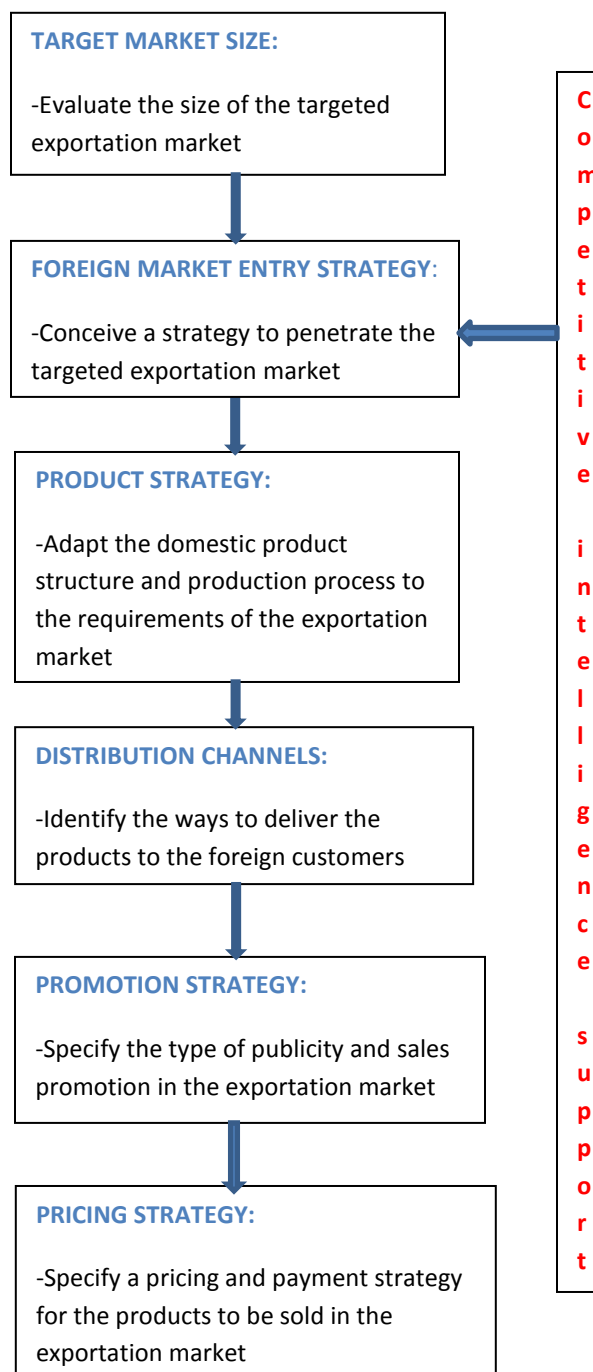 TARGET MARKET SIZE:
-Evaluate the size of the targeted
exportation market
FOREIGN MARKET ENTRY STRATEGY:
-Conceive a strategy to penetrate the
targeted exportation market
PRODUCT STRATEGY:
-Adapt the domestic product
structure and production process to
the requirements of the exportation
market
DISTRIBUTION CHANNELS:
-Identify the ways to deliver the
products to the foreign customers
PROMOTION STRATEGY:
-Specify the type of publicity and sales
promotion in the exportation market
PRICING STRATEGY:
-Specify a pricing and payment strategy
for the products to be sold in the
exportation market
Competitive intelligence support